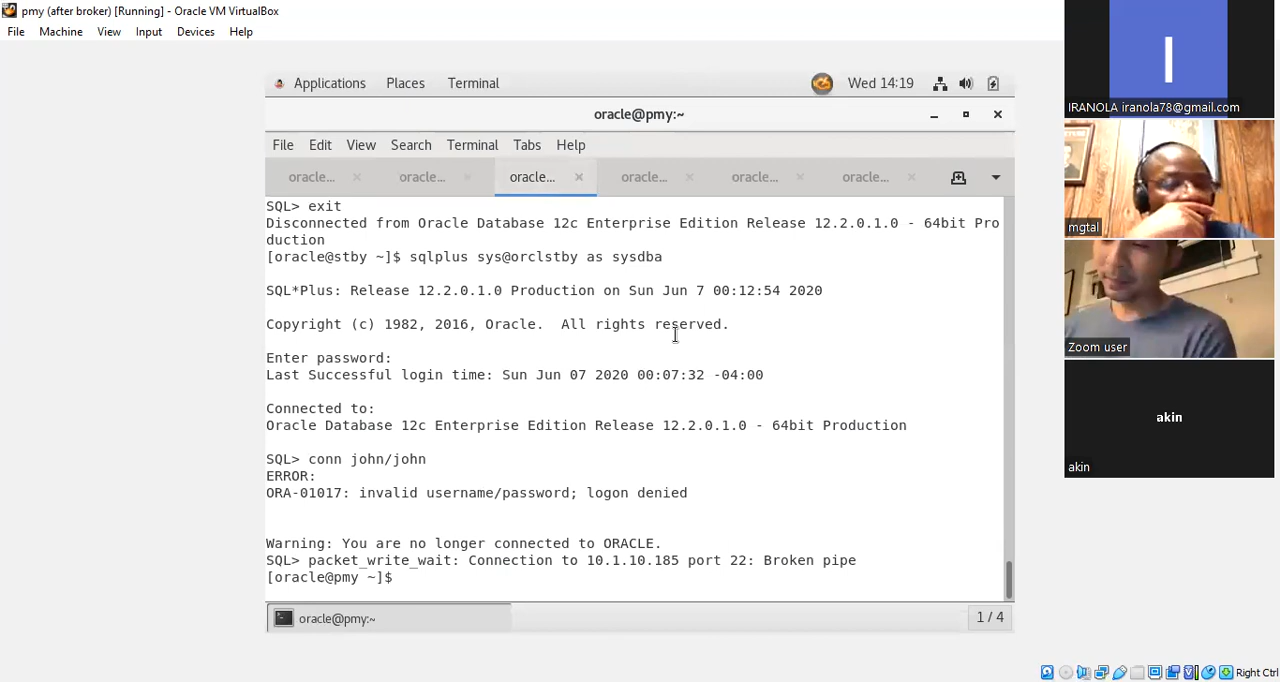 pmy (after broker) [Running] - Oracle VM VirtualBox
File Machine View Input Devices Help
Applications Places Terminal Wed 14:19
oracle@pmy:~
File Edit View Search Terminal Tabs Help
oracle... × oracle... × oracle... × oracle... × oracle... × oracle... ×
SQL> exit
Disconnected from Oracle Database 12c Enterprise Edition Release 12.2.0.1.0 - 64bit Pro
duction
[oracle@stby ~]$ sqlplus sys@orclstby as sysdba
SQL*Plus: Release 12.2.0.1.0 Production on Sun Jun 7 00:12:54 2020
Copyright (c) 1982, 2016, Oracle.  All rights reserved.
Enter password:
Last Successful login time: Sun Jun 07 2020 00:07:32 -04:00
Connected to:
Oracle Database 12c Enterprise Edition Release 12.2.0.1.0 - 64bit Production
SQL> conn john/john
ERROR:
ORA-01017: invalid username/password; logon denied
Warning: You are no longer connected to ORACLE.
SQL> packet_write_wait: Connection to 10.1.10.185 port 22: Broken pipe
[oracle@pmy ~]$
oracle@pmy:~
1 / 4
I
IRANOLA iranola78@gmail.com
mgtal
Zoom user
akin
akin
Right Ctrl